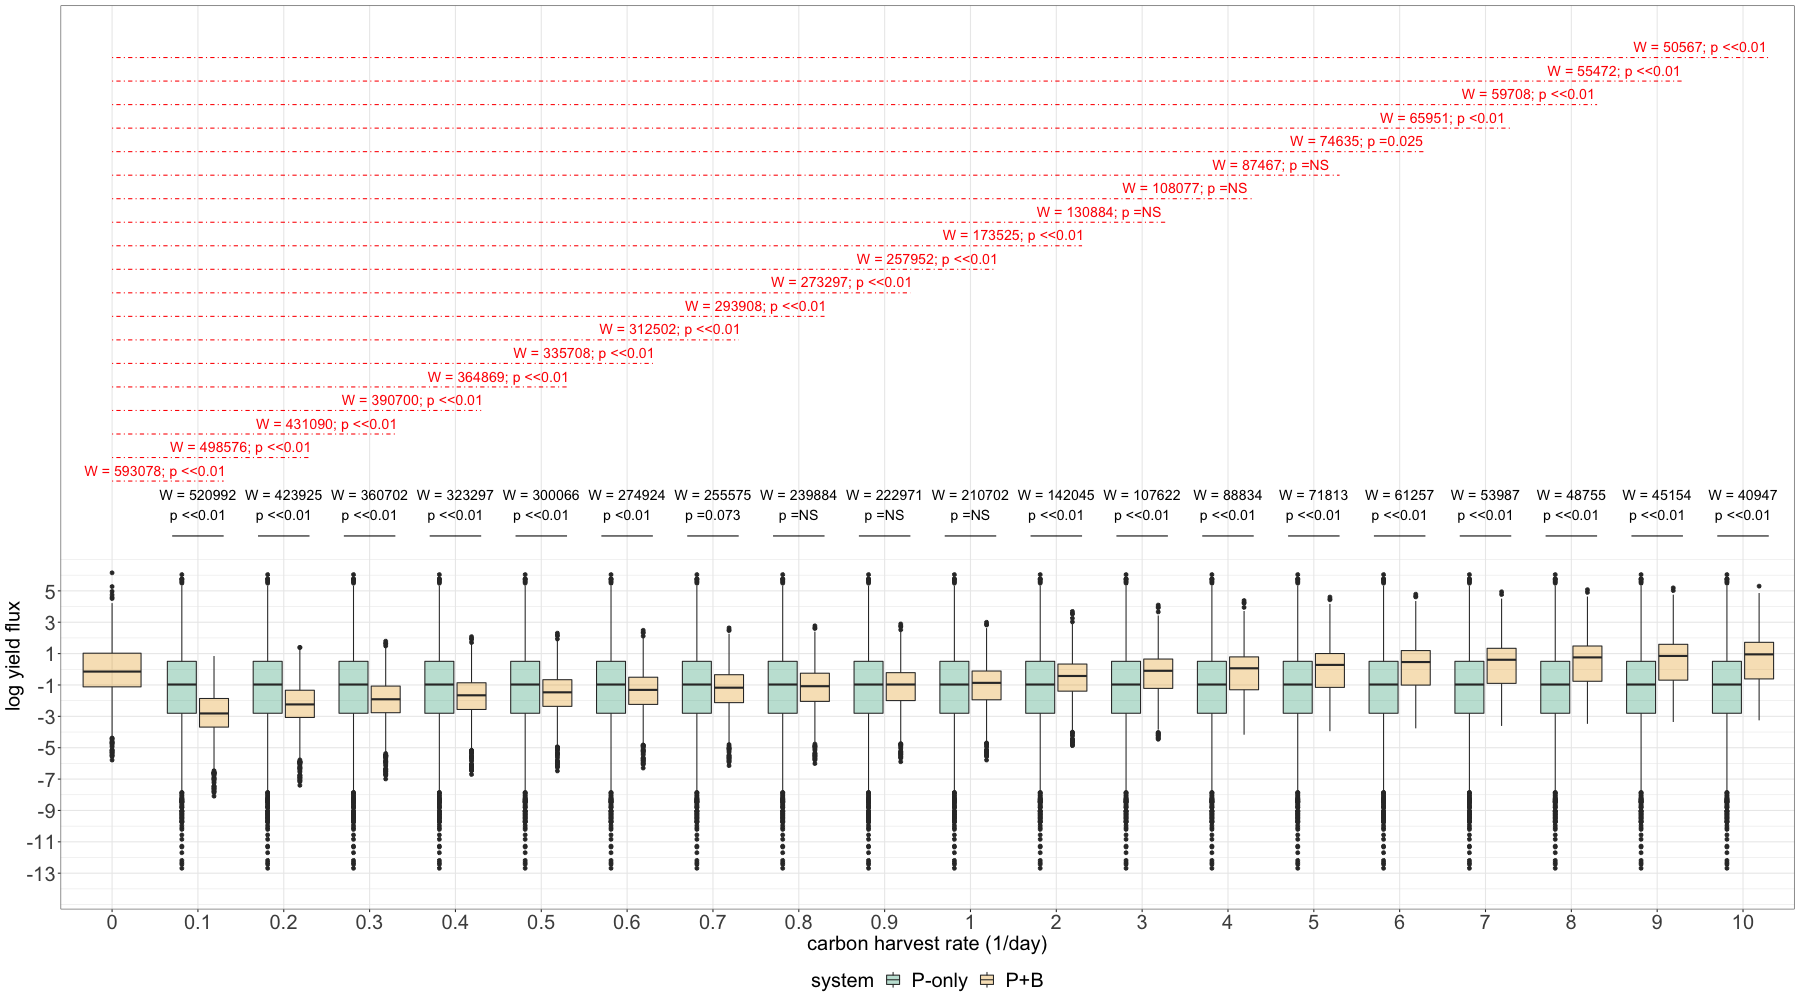 W = 50567; p <<0.01
W = 55472; p <<0.01
W = 59708; p <<0.01
W = 65951; p <0.01
W = 74635; p =0.025
W = 87467; p =NS
W = 108077; p =NS
W = 130884; p =NS
W = 173525; p <<0.01
W = 257952; p <<0.01
W = 273297; p <<0.01
W = 293908; p <<0.01
W = 312502; p <<0.01
W = 335708; p <<0.01
W = 364869; p <<0.01
W = 390700; p <<0.01
W = 431090; p <<0.01
W = 498576; p <<0.01
W = 593078; p <<0.01
W = 520992 W = 423925 W = 360702 W = 323297 W = 300066 W = 274924 W = 255575 W = 239884 W = 222971 W = 210702 W = 142045 W = 107622 W = 88834 W = 71813 W = 61257 W = 53987 W = 48755 W = 45154 W = 40947
p <<0.01 p <<0.01 p <<0.01 p <<0.01 p <<0.01 p <0.01 p =0.073 p =NS p =NS p =NS p <<0.01 p <<0.01 p <<0.01 p <<0.01 p <<0.01 p <<0.01 p <<0.01 p <<0.01 p <<0.01
log yield flux
5
3
1
-1
-3
-5
-7
-9
-11
-13
0 0.1 0.2 0.3 0.4 0.5 0.6 0.7 0.8 0.9 1 2 3 4 5 6 7 8 9 10
carbon harvest rate (1/day)
system P-only P+B